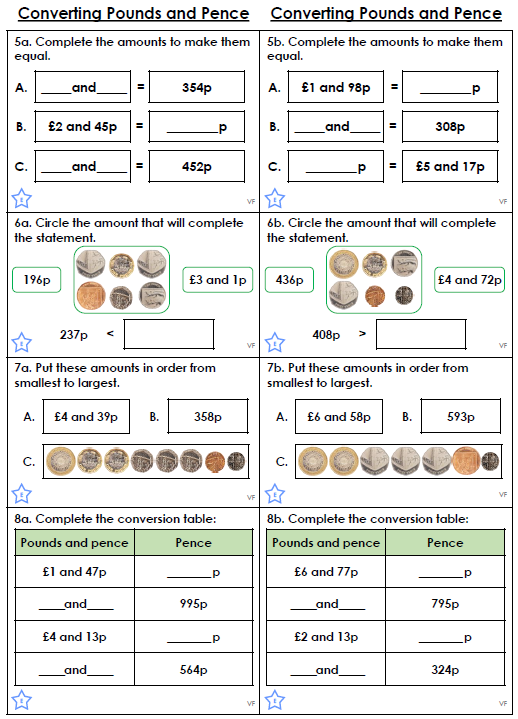 Converting Pounds and Pence
Converting Pounds and Pence
5a. Complete the amounts to make them
equal.
A. ____and____ = 354p
B. £2 and 45p = _______p
C. ____and____ = 452p
VF
5b. Complete the amounts to make them
equal.
A. £1 and 98p = _______p
B. ____and____ = 308p
C. _______p = £5 and 17p
VF
6a. Circle the amount that will complete
the statement.
196p
£3 and 1p
237p <
VF
6b. Circle the amount that will complete
the statement.
436p
£4 and 72p
408p >
VF
7a. Put these amounts in order from
smallest to largest.
A. £4 and 39p B. 358p
C.
VF
7b. Put these amounts in order from
smallest to largest.
A. £6 and 58p B. 593p
C.
VF
8a. Complete the conversion table:
Pounds and pence Pence
£1 and 47p ______p
____and____ 995p
£4 and 13p ______p
____and____ 564p
E
VF
8b. Complete the conversion table:
Pounds and pence Pence
£6 and 77p ______p
____and____ 795p
£2 and 13p ______p
____and____ 324p
E
VF